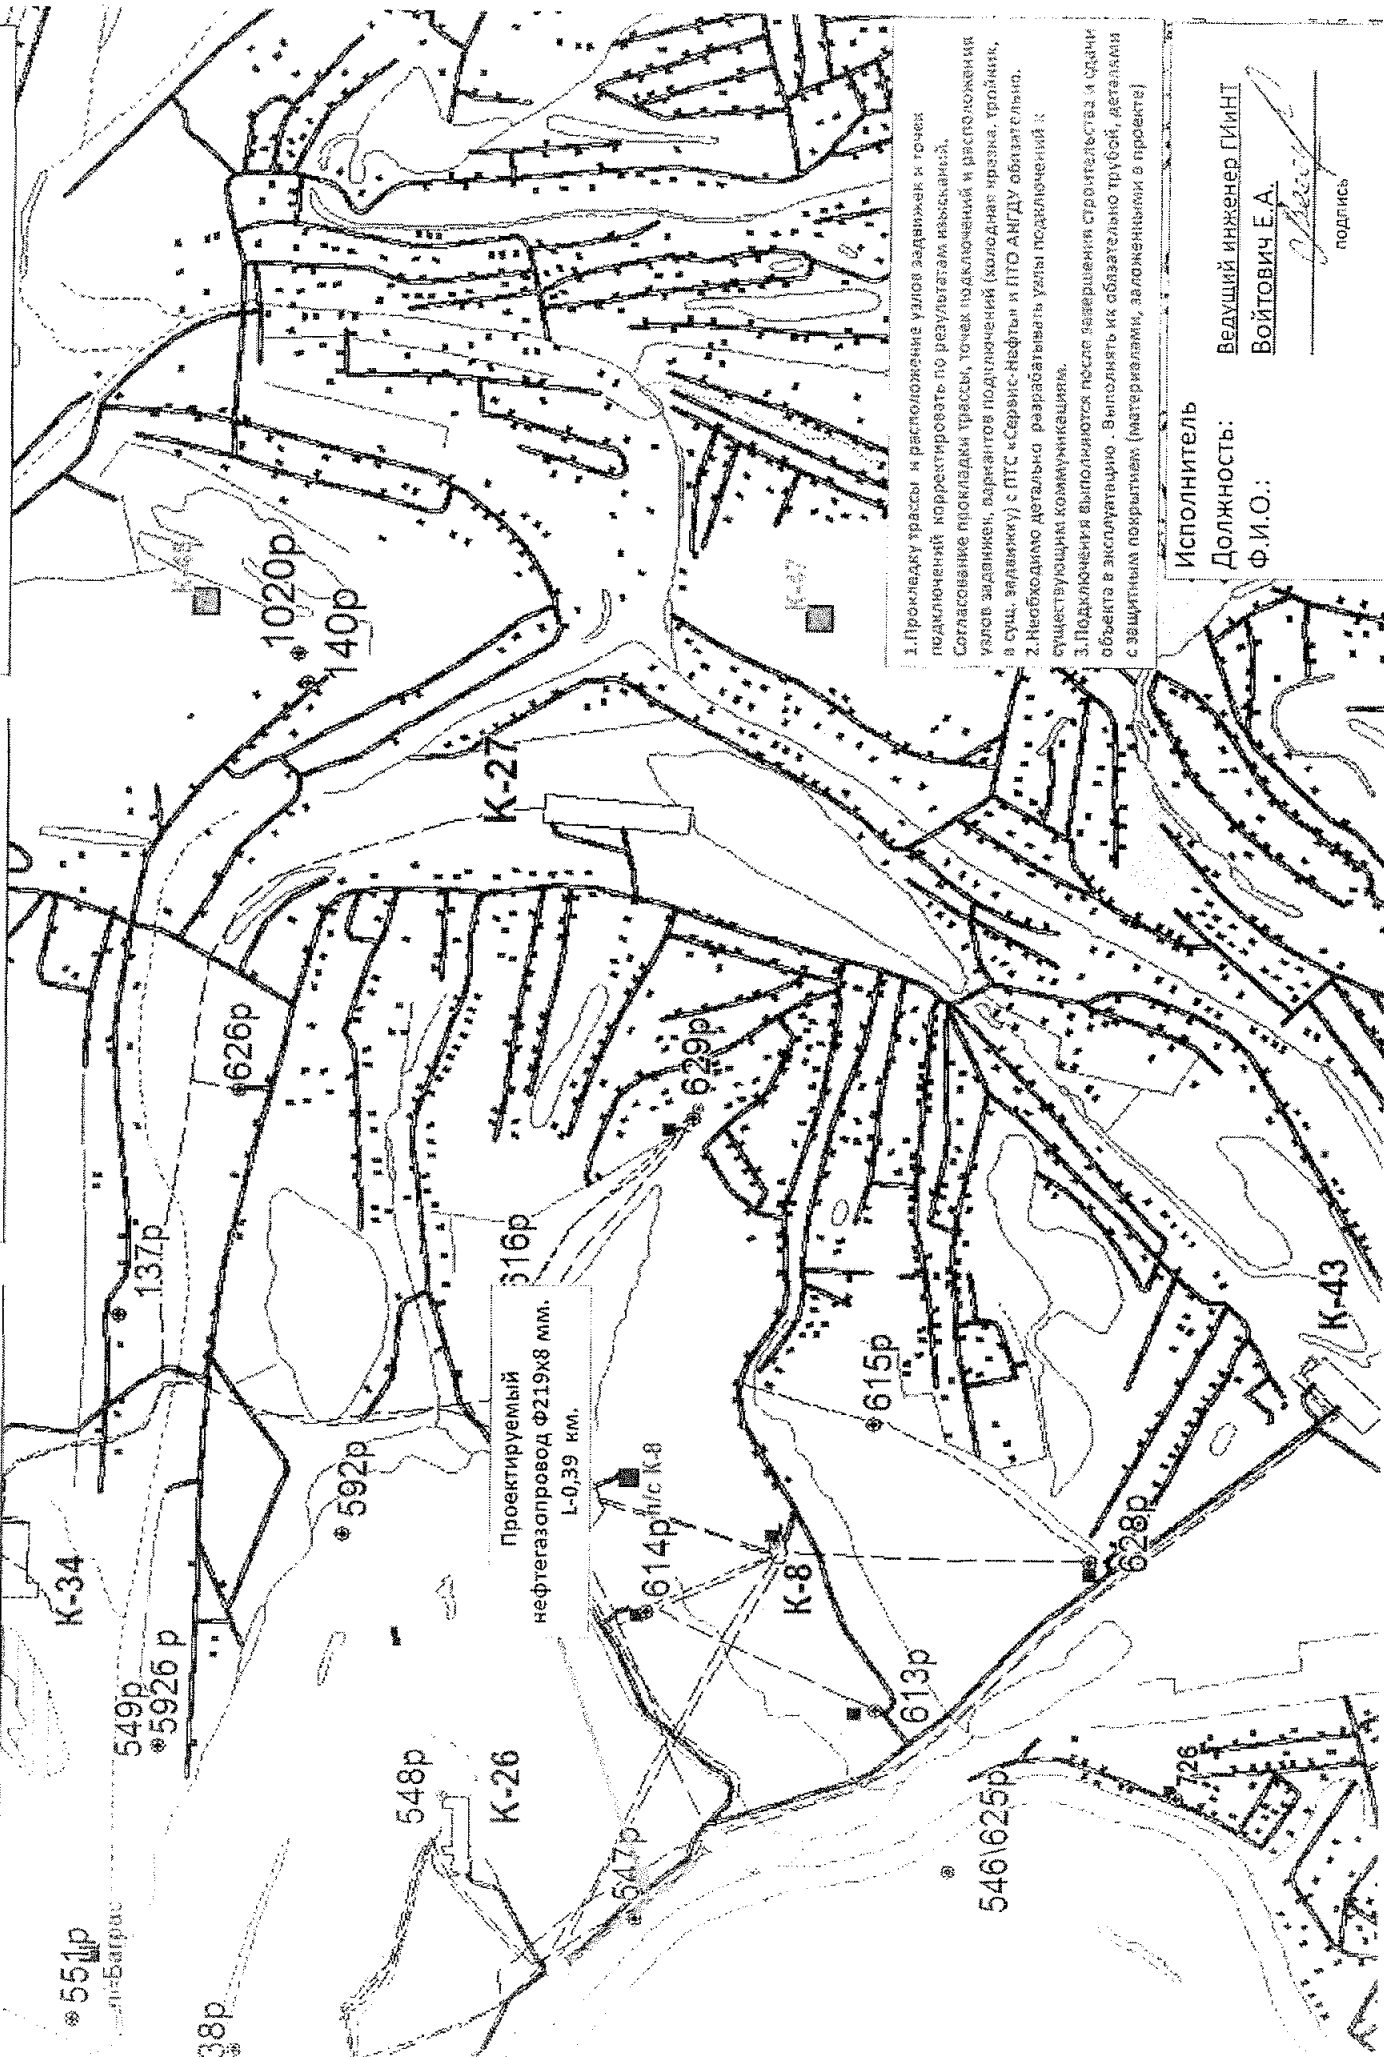 1.Прокладку трассы и расположение узлов задвижек и точек
подключений корректировать по результатам изысканий.
Согласование прокладки трассы, точек подключений и расположения
узлов задвижек, вариантов подключений (холодная врезка, тройник,
в сущ. задвижку) с ПТС «Сервис-Нефть» и ПТО АНГДУ обязательно.
2.Необходимо детально разрабатывать узлы подключений к
существующим коммуникациям.
3.Подключения выполняются после завершения строительства и сдачи
объекта в эксплуатацию . Выполнять их обязательно трубой, деталями
с защитным покрытием (материалами, заложенными в проекте)
Исполнитель
Должность: Ведущий инженер ГИиНТ
Ф.И.О.: Войтович Е.А.
подпись
Проектируемый
нефтегазопровод Ф219х8 мм.
L-0,39 км.
1020р
140р
К-27
К-47
626р
629р
137р
616р
615р
К-43
592р
п/с К-8
614р
К-8
628р
613р
К-34
549р
5926 р
548р
К-26
547р
546\625р
726
551р
38р